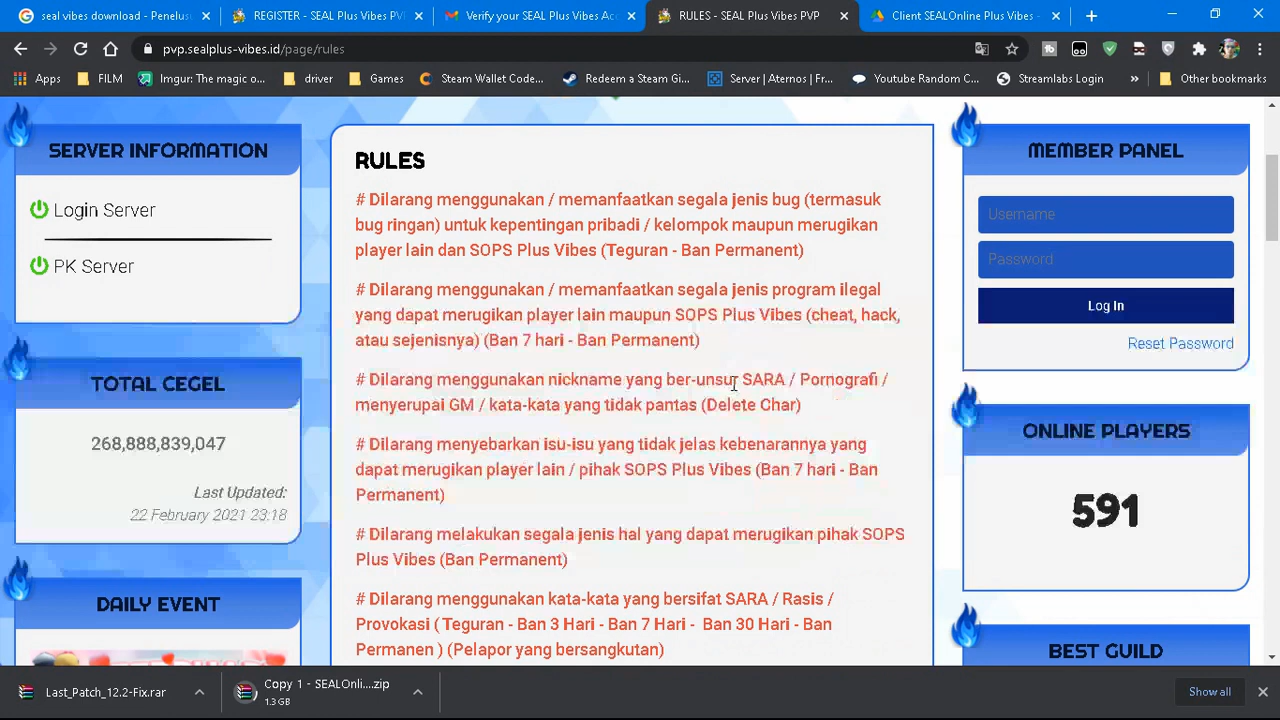 seal vibes download - Penelus
REGISTER - SEAL Plus Vibes PVI
Verify your SEAL Plus Vibes Acc
RULES - SEAL Plus Vibes PVP
Client SEALOnline Plus Vibes -
pvp.sealplus-vibes.id/page/rules
Apps
FILM
Imgur: The magic o...
driver
Games
Steam Wallet Code...
Redeem a Steam Gi...
Server | Aternos | Fr...
Youtube Random C...
Streamlabs Login
»
Other bookmarks
SERVER INFORMATION
Login Server
PK Server
TOTAL CEGEL
268,888,839,047
Last Updated:
22 February 2021 23:18
DAILY EVENT
RULES
# Dilarang menggunakan / memanfaatkan segala jenis bug (termasuk
bug ringan) untuk kepentingan pribadi / kelompok maupun merugikan
player lain dan SOPS Plus Vibes (Teguran - Ban Permanent)
# Dilarang menggunakan / memanfaatkan segala jenis program ilegal
yang dapat merugikan player lain maupun SOPS Plus Vibes (cheat, hack,
atau sejenisnya) (Ban 7 hari - Ban Permanent)
# Dilarang menggunakan nickname yang ber-unsur SARA / Pornografi /
menyerupai GM / kata-kata yang tidak pantas (Delete Char)
# Dilarang menyebarkan isu-isu yang tidak jelas kebenarannya yang
dapat merugikan player lain / pihak SOPS Plus Vibes (Ban 7 hari - Ban
Permanent)
# Dilarang melakukan segala jenis hal yang dapat merugikan pihak SOPS
Plus Vibes (Ban Permanent)
# Dilarang menggunakan kata-kata yang bersifat SARA / Rasis /
Provokasi ( Teguran - Ban 3 Hari - Ban 7 Hari - Ban 30 Hari - Ban
Permanen ) (Pelapor yang bersangkutan)
MEMBER PANEL
Username
Password
Log In
Reset Password
ONLINE PLAYERS
591
BEST GUILD
Last_Patch_12.2-Fix.rar
Copy 1 - SEALOnli....zip
1.3 GB
Show all